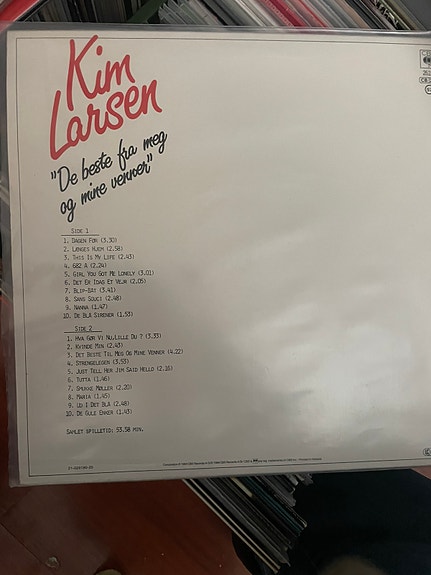 Kim
Larsen
"De beste fra meg
og mine venner"
SIDE 1
1. DAGEN FØR (3.30)
2. LÆNGES HJEM (2.58)
3. THIS IS MY LIFE (2.43)
4. 682 A (2.24)
5. GIRL YOU GOT ME LONELY (3.01)
6. DET ER IDAG ET VEJR (2.05)
7. BLIP-BÅT (3.41)
8. SANS SOUCI (2.48)
9. NANNA (1.47)
10. DE BLÅ SIRENER (1.53)
SIDE 2
1. HVA GØR VI NU,LILLE DU ? (3.33)
2. KVINDE MIN (2.43)
3. DET BESTE TIL MEG OG MINE VENNER (4.22)
4. STRENGELEGEN (3.53)
5. JUST TELL HER JIM SAID HELLO (2.16)
6. TUTTA (1.46)
7. SMUKKE MØLLER (2.20)
8. MARIA (1.45)
9. UD I DET BLÅ (2.48)
10. DE GULE ENKER (1.43)
SAMLET SPILLETID: 53.58 MIN.